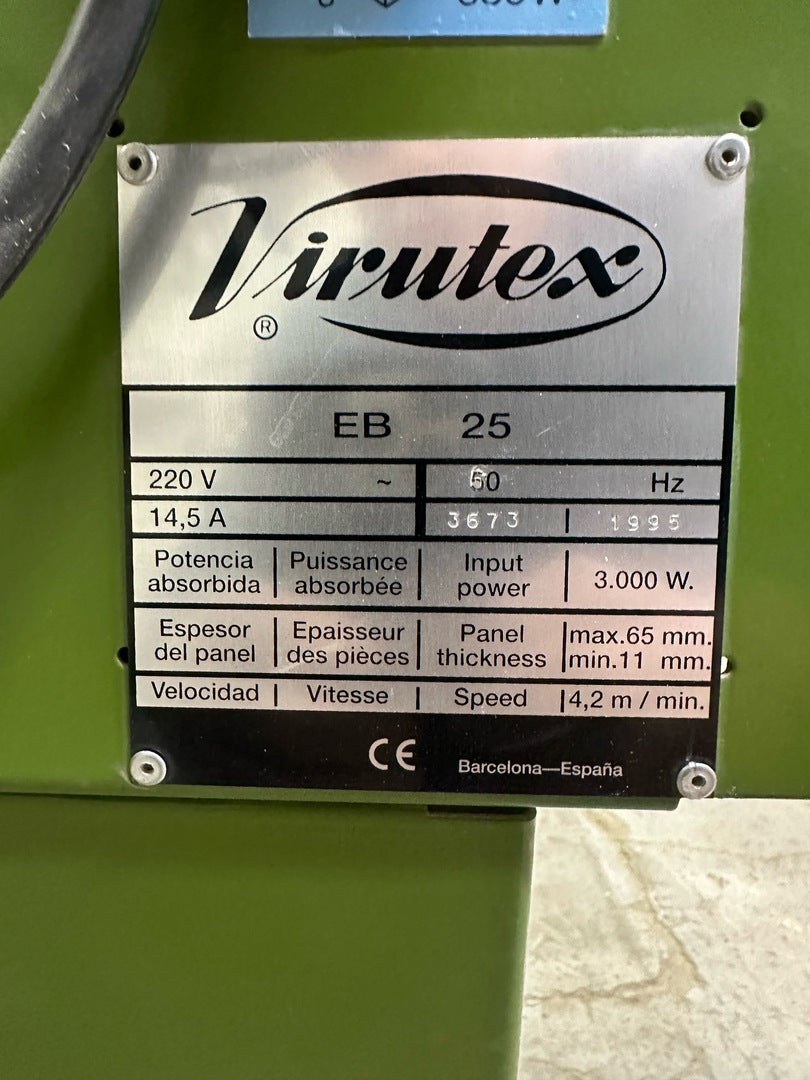 Virutex
®
EB 25
220 V ~ 50 Hz
14,5 A 3673 | 1995
Potencia absorbida | Puissance absorbée | Input power | 3.000 W.
Espesor del panel | Epaisseur des pièces | Panel thickness | max.65 mm. min.11 mm.
Velocidad | Vitesse | Speed | 4,2 m / min.
CE Barcelona—España